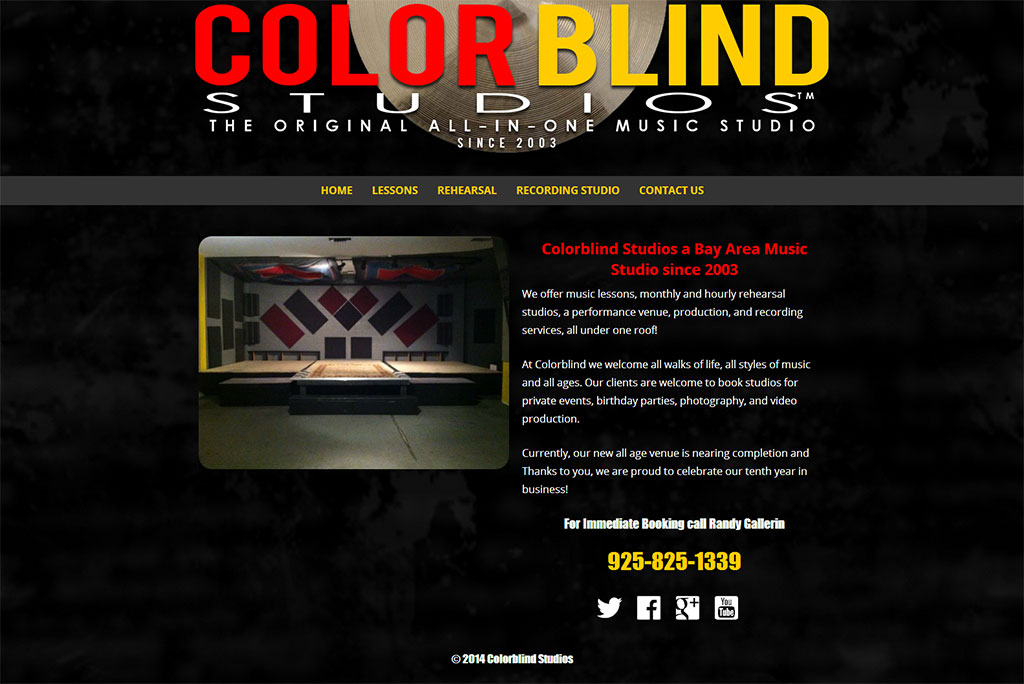 COLORBLIND
STUDIOS™
THE ORIGINAL ALL-IN-ONE MUSIC STUDIO
SINCE 2003
HOME LESSONS REHEARSAL RECORDING STUDIO CONTACT US
Colorblind Studios a Bay Area Music
Studio since 2003
We offer music lessons, monthly and hourly rehearsal
studios, a performance venue, production, and recording
services, all under one roof!
At Colorblind we welcome all walks of life, all styles of music
and all ages. Our clients are welcome to book studios for
private events, birthday parties, photography, and video
production.
Currently, our new all age venue is nearing completion and
Thanks to you, we are proud to celebrate our tenth year in
business!
For Immediate Booking call Randy Gallerin
925-825-1339
g+ You Tube
© 2014 Colorblind Studios